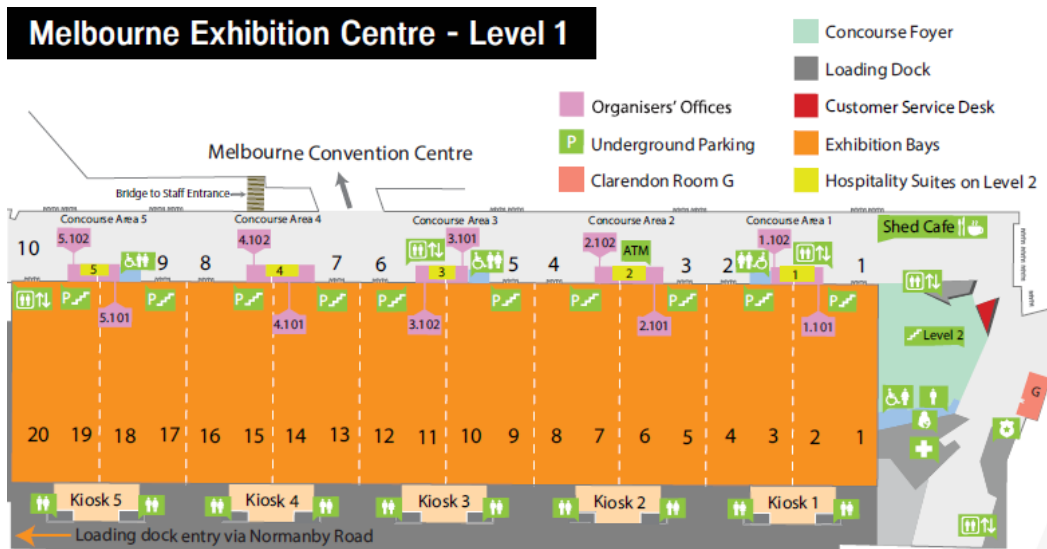 Melbourne Exhibition Centre - Level 1
Concourse Foyer
Loading Dock
Organisers' Offices
Customer Service Desk
P Underground Parking
Exhibition Bays
Clarendon Room G
Hospitality Suites on Level 2
Melbourne Convention Centre
Bridge to Staff Entrance
Concourse Area 5
Concourse Area 4
Concourse Area 3
Concourse Area 2
Concourse Area 1
Shed Cafe
10 5.102 9 8 4.102 7 6 3.101 5 4 2.102 ATM 3 2 1.102 1
5 4 3 2 1
P P P P P P P P
5.101 4.101 3.102 2.101 1.101
Level 2
G
20 19 18 17 16 15 14 13 12 11 10 9 8 7 6 5 4 3 2 1
Kiosk 5
Kiosk 4
Kiosk 3
Kiosk 2
Kiosk 1
Loading dock entry via Normanby Road